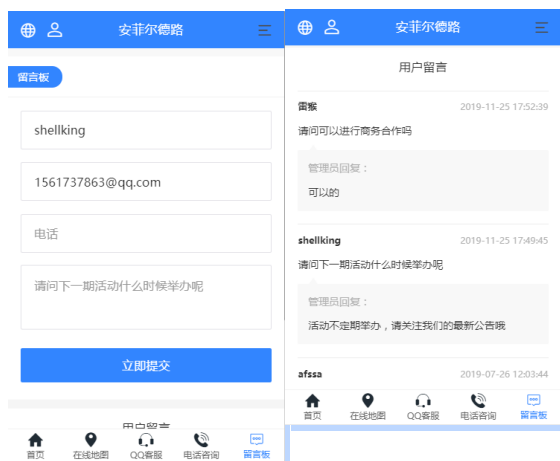 安菲尔德路
留言板
shellking
1561737863@qq.com
电话
请问下一期活动什么时候举办呢
立即提交
用户留言
首页
在线地图
QQ客服
电话咨询
留言板
安菲尔德路
用户留言
雷猴 2019-11-25 17:52:39
请问可以进行商务合作吗
管理员回复：
可以的
shellking 2019-11-25 17:49:45
请问下一期活动什么时候举办呢
管理员回复：
活动不定期举办，请关注我们的最新公告哦
afssa 2019-07-26 12:03:44
首页
在线地图
QQ客服
电话咨询
留言板